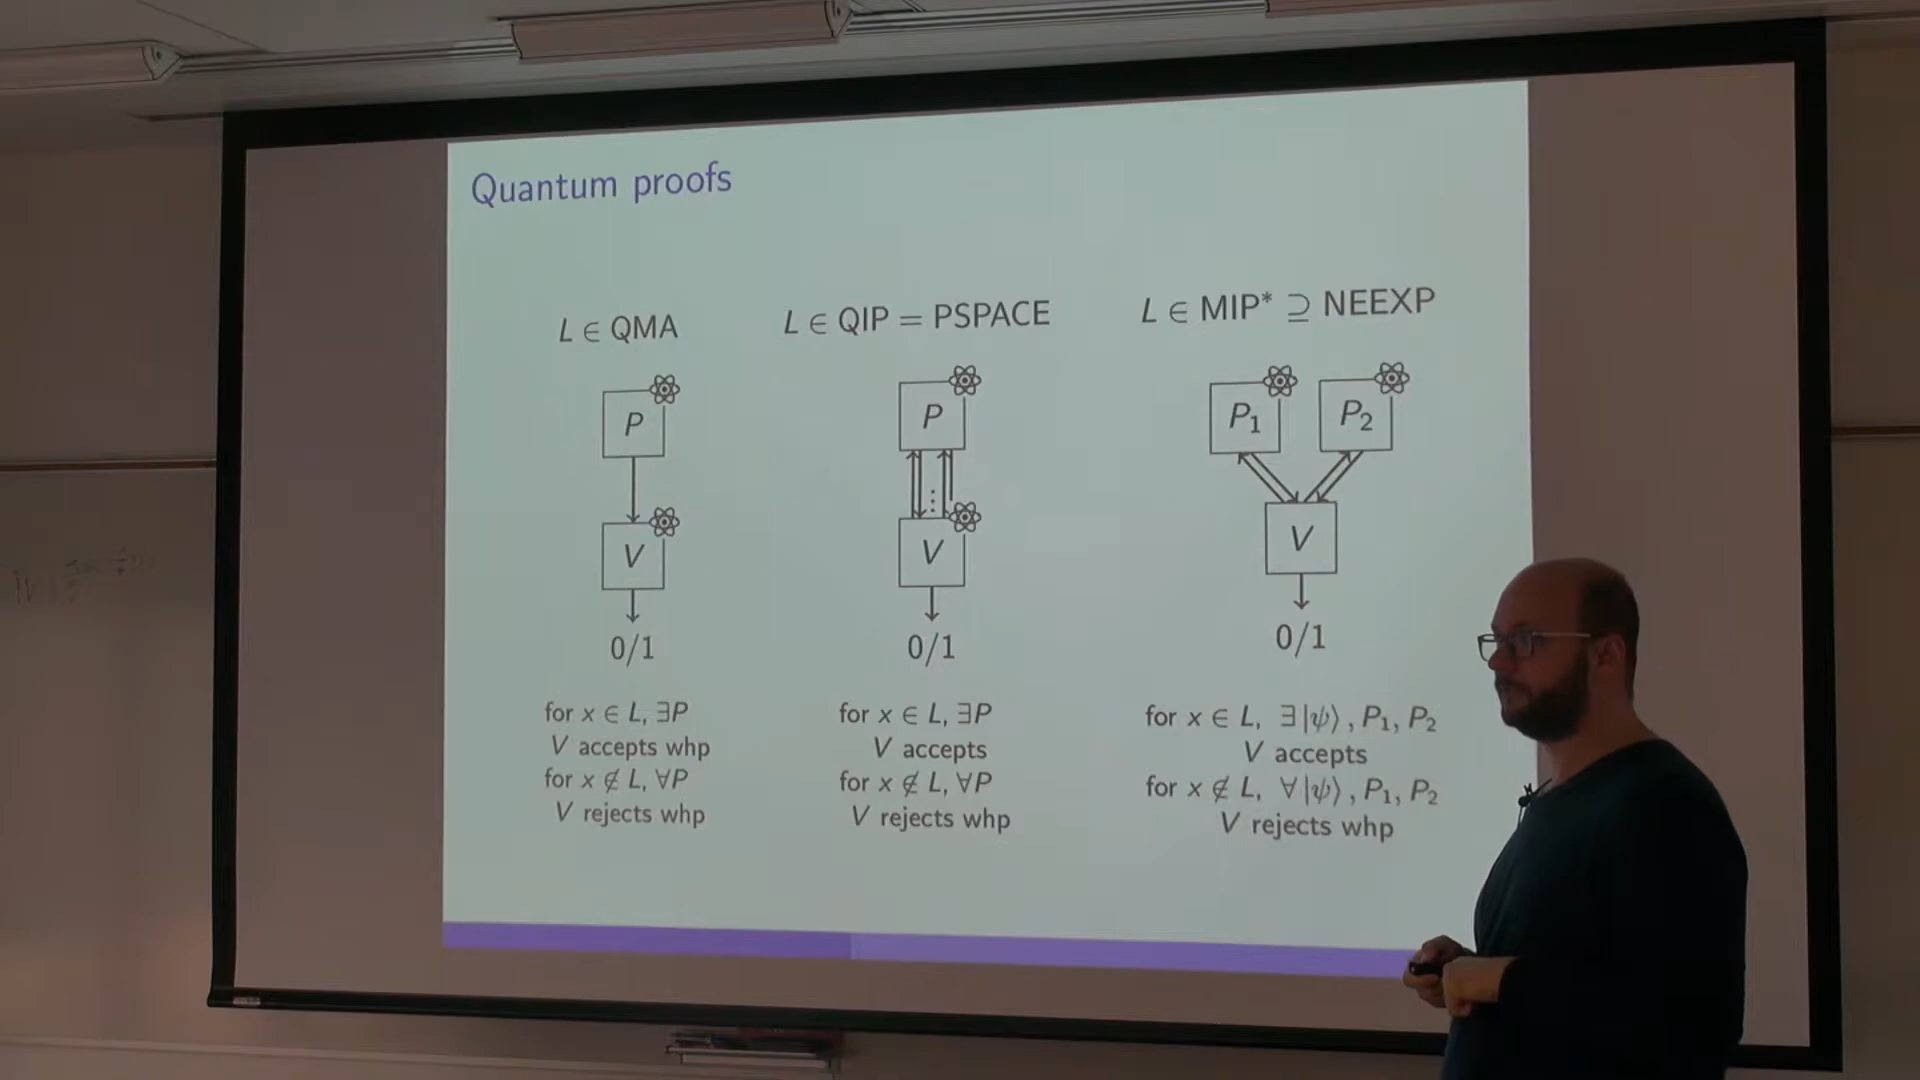 Quantum proofs
L ∈ QMA
P
V
0/1
for x ∈ L, ∃P
V accepts whp
for x ∉ L, ∀P
V rejects whp
L ∈ QIP = PSPACE
P
⋮
V
0/1
for x ∈ L, ∃P
V accepts
for x ∉ L, ∀P
V rejects whp
L ∈ MIP* ⊇ NEEXP
P₁ P₂
V
0/1
for x ∈ L, ∃|ψ⟩, P₁, P₂
V accepts
for x ∉ L, ∀|ψ⟩, P₁, P₂
V rejects whp